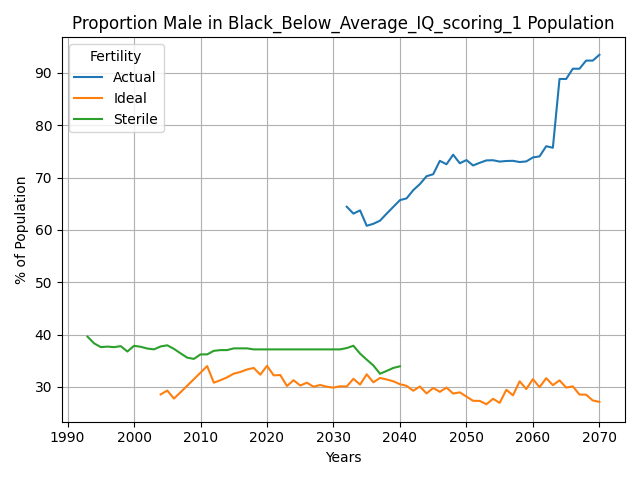 Proportion Male in Black_Below_Average_IQ_scoring_1 Population
Fertility
Actual
Ideal
Sterile
% of Population
90
80
70
60
50
40
30
1990
2000
2010
2020
2030
2040
2050
2060
2070
Years